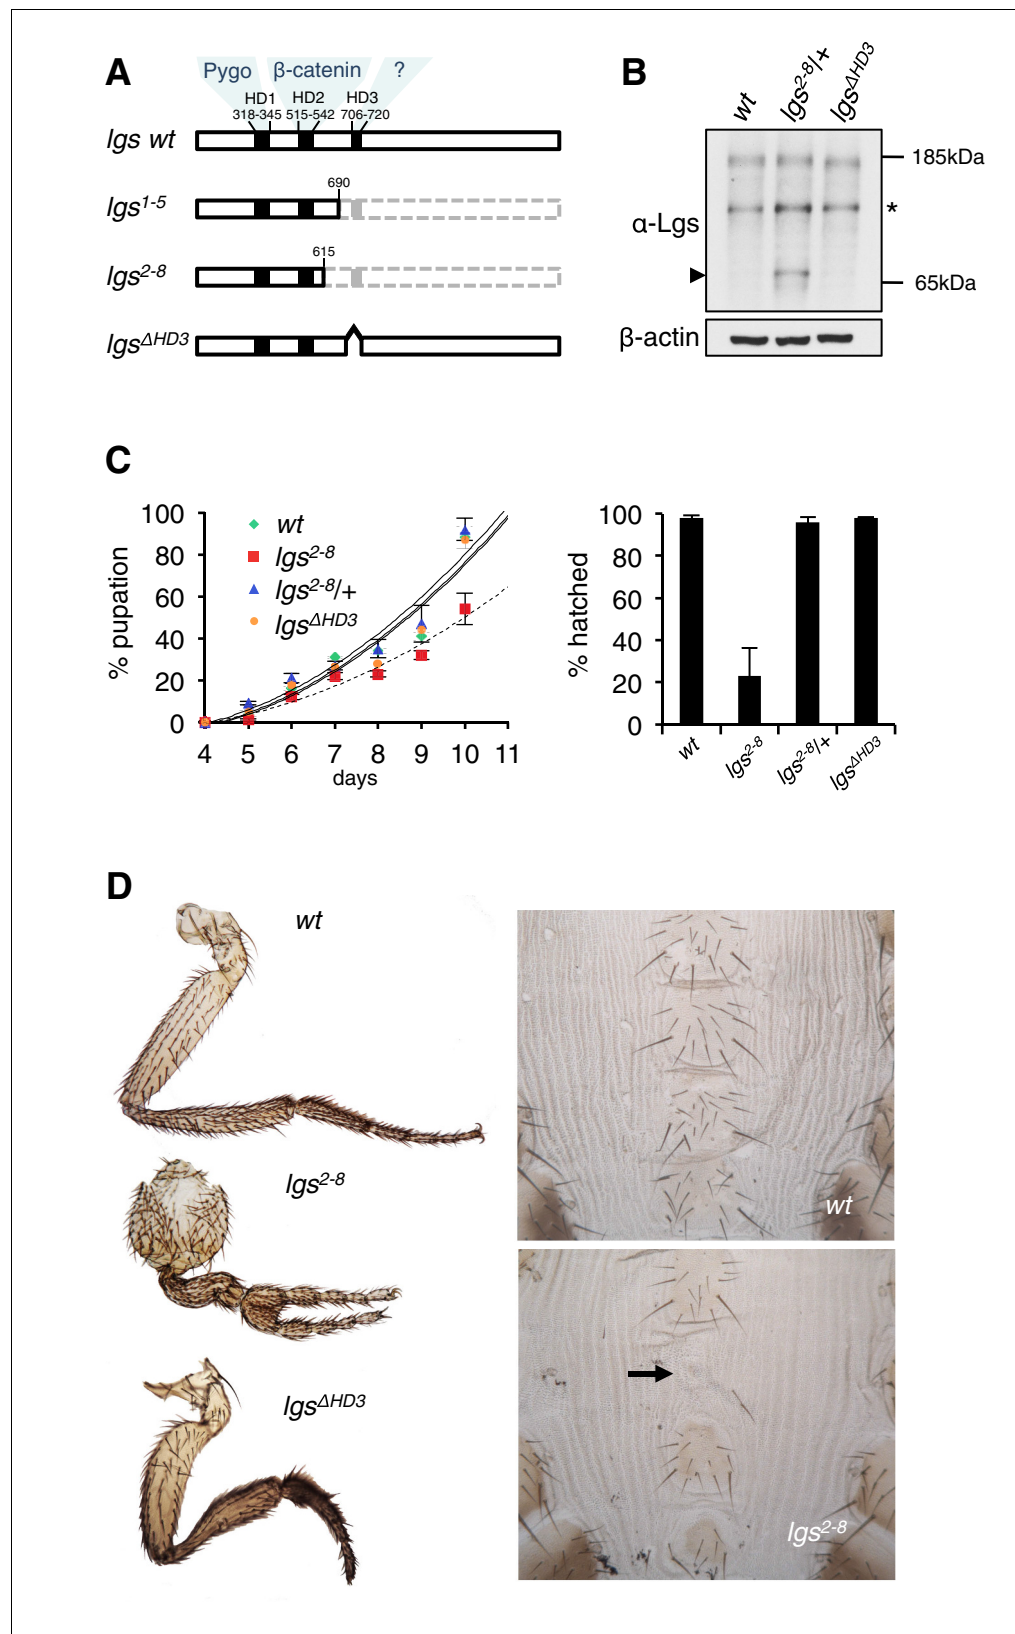 A
Pygo β-catenin ?
HD1 HD2 HD3
318-345 515-542 706-720
lgs wt
690
lgs1-5
615
lgs2-8
lgsΔHD3
B
wt lgs2-8/+ lgsΔHD3
185kDa
α-Lgs
*
65kDa
β-actin
C
% pupation
100
80
60
40
20
0
wt
lgs2-8
lgs2-8/+
lgsΔHD3
4 5 6 7 8 9 10 11
days
% hatched
100
80
60
40
20
0
wt lgs2-8 lgs2-8/+ lgsΔHD3
D
wt
lgs2-8
lgsΔHD3
wt
lgs2-8